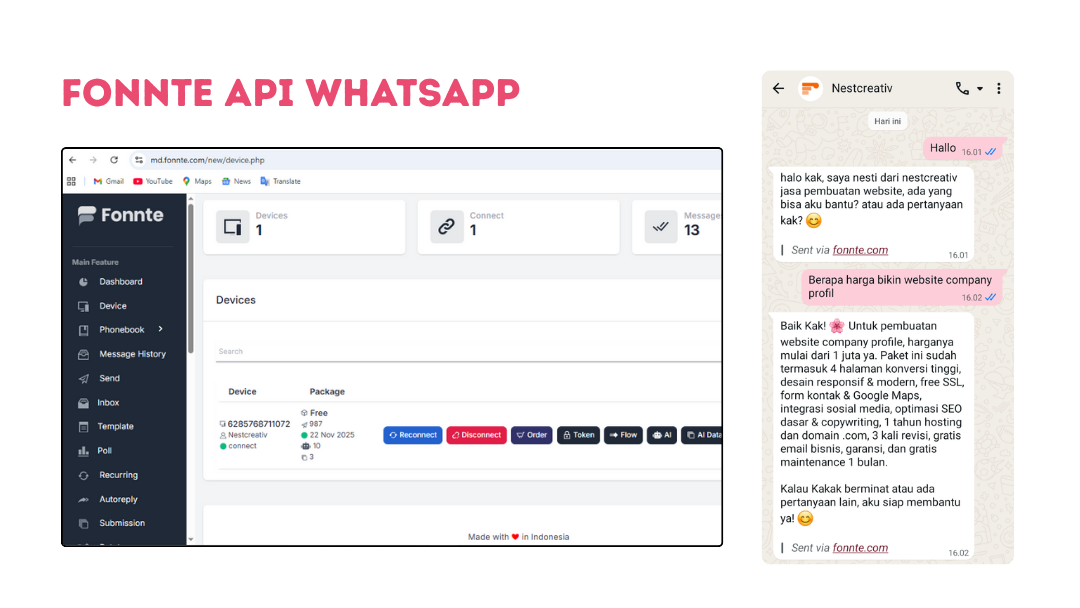 FONNTE API WHATSAPP
md.fonnte.com/new/device.php
Gmail YouTube Maps News Translate
Fonnte
Main Feature
Dashboard
Device
Phonebook
Message History
Send
Inbox
Template
Poll
Recurring
Autoreply
Submission
Devices
1
Connect
1
Message
13
Devices
Search
Device Package
6285768711072
Nestcreativ
connect
Free
987
22 Nov 2025
10
3
Reconnect Disconnect Order Token Flow AI AI Data
Made with ❤ in Indonesia
Nestcreativ
Hari ini
Hallo 16.01
halo kak, saya nesti dari nestcreativ
jasa pembuatan website, ada yang
bisa aku bantu? atau ada pertanyaan
kak? 😊
Sent via fonnte.com
16.01
Berapa harga bikin website company
profil
16.02
Baik Kak! 🌸 Untuk pembuatan
website company profile, harganya
mulai dari 1 juta ya. Paket ini sudah
termasuk 4 halaman konversi tinggi,
desain responsif & modern, free SSL,
form kontak & Google Maps,
integrasi sosial media, optimasi SEO
dasar & copywriting, 1 tahun hosting
dan domain .com, 3 kali revisi, gratis
email bisnis, garansi, dan gratis
maintenance 1 bulan.
Kalau Kakak berminat atau ada
pertanyaan lain, aku siap membantu
ya! 😊
Sent via fonnte.com
16.02